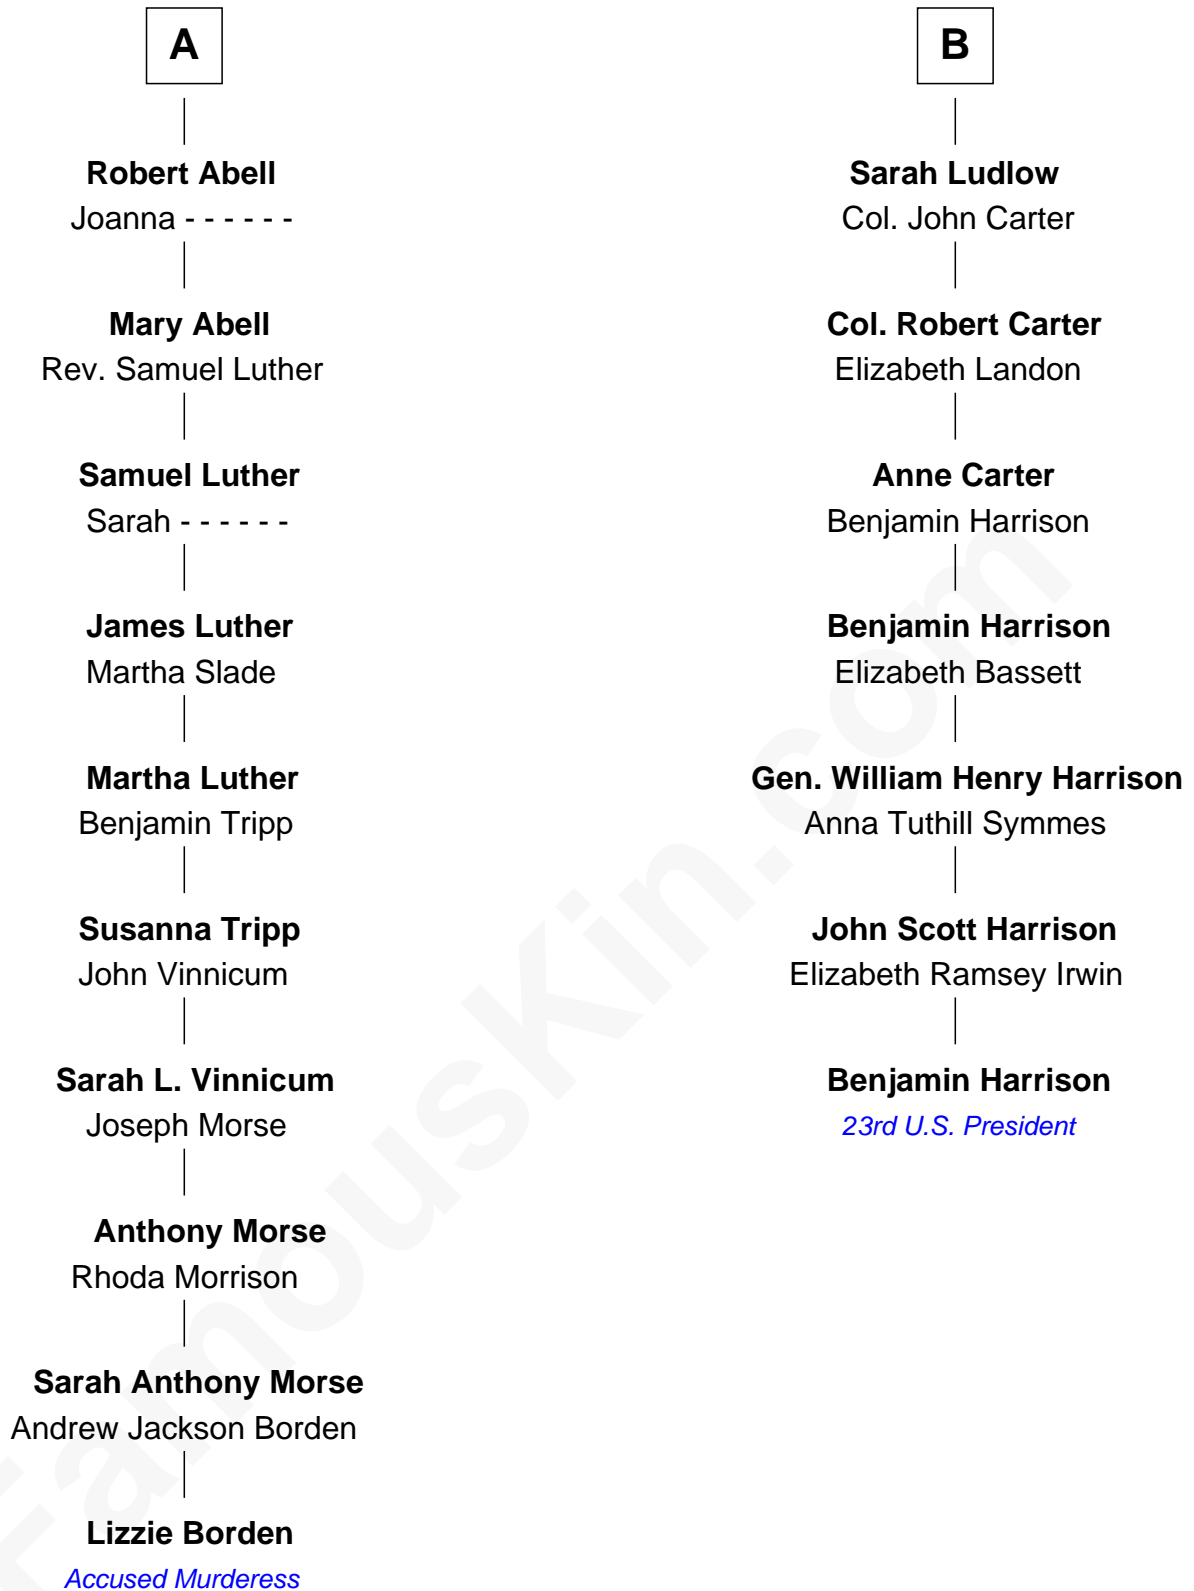 A
Robert Abell
Joanna - - - - - -
Mary Abell
Rev. Samuel Luther
Samuel Luther
Sarah - - - - - -
James Luther
Martha Slade
Martha Luther
Benjamin Tripp
Susanna Tripp
John Vinnicum
Sarah L. Vinnicum
Joseph Morse
Anthony Morse
Rhoda Morrison
Sarah Anthony Morse
Andrew Jackson Borden
Lizzie Borden
Accused Murderess
B
Sarah Ludlow
Col. John Carter
Col. Robert Carter
Elizabeth Landon
Anne Carter
Benjamin Harrison
Benjamin Harrison
Elizabeth Bassett
Gen. William Henry Harrison
Anna Tuthill Symmes
John Scott Harrison
Elizabeth Ramsey Irwin
Benjamin Harrison
23rd U.S. President
FamousKin.com